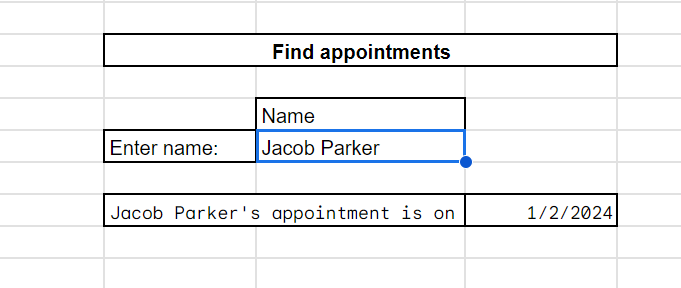 Find appointments
Name
Enter name: Jacob Parker
Jacob Parker's appointment is on 1/2/2024